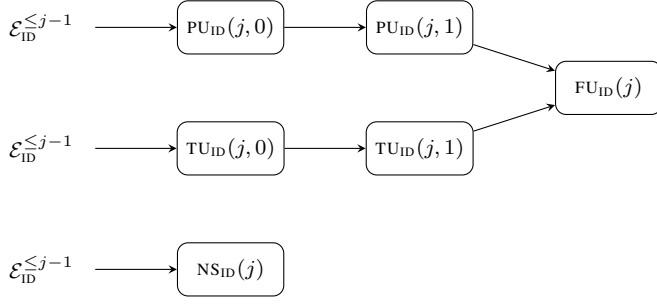 ℰ_ID^{≤j−1} PU_ID(j, 0) PU_ID(j, 1)
FU_ID(j)
ℰ_ID^{≤j−1} TU_ID(j, 0) TU_ID(j, 1)
ℰ_ID^{≤j−1} NS_ID(j)